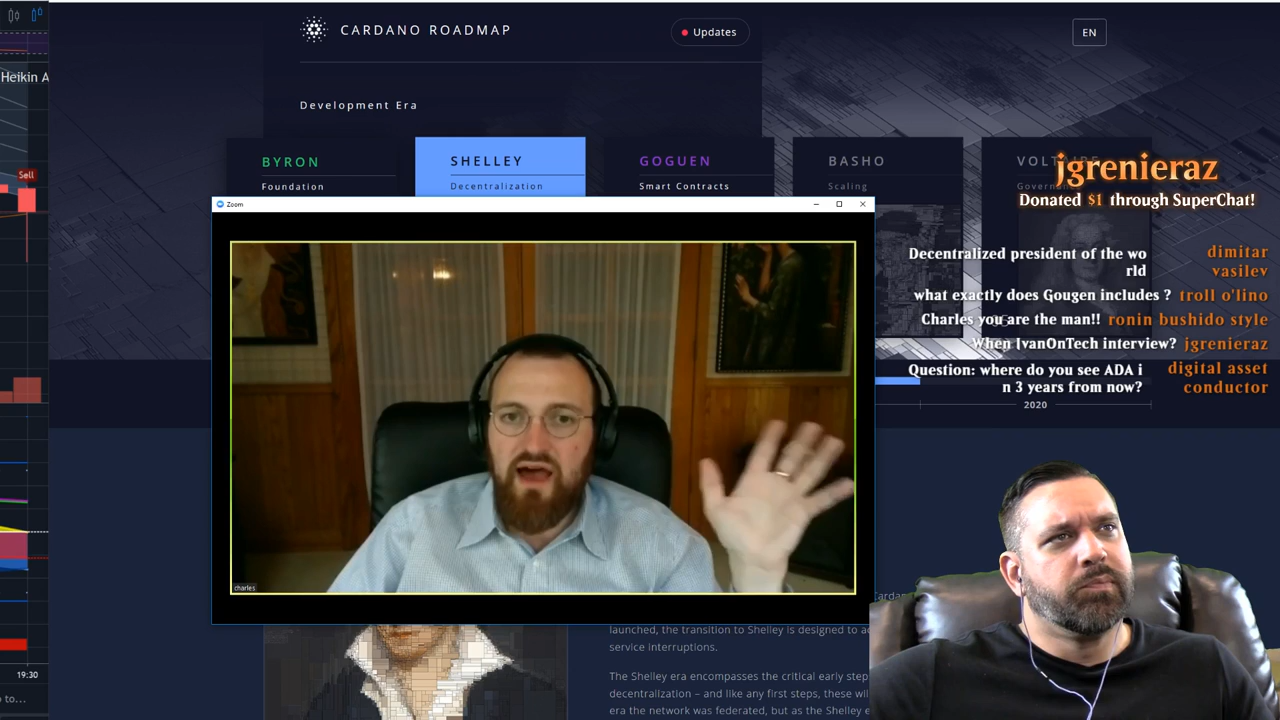 Heikin A
Sell
19:30
to...
CARDANO ROADMAP
Updates
EN
Development Era
BYRON
Foundation
SHELLEY
Decentralization
GOGUEN
Smart Contracts
BASHO
Scaling
VOLTAIRE
Governance
Zoom
charles
jgrenieraz
Donated $1 through SuperChat!
Decentralized president of the wo
rld
dimitar
vasilev
what exactly does Gougen includes ? troll o'lino
Charles you are the man!! ronin bushido style
When IvanOnTech interview? jgrenieraz
Question: where do you see ADA i
n 3 years from now?
digital asset
conductor
2020
Cardan
launched, the transition to Shelley is designed to
service interruptions.
The Shelley era encompasses the critical early step
decentralization – and like any first steps, these wil
era the network was federated, but as the Shelley e